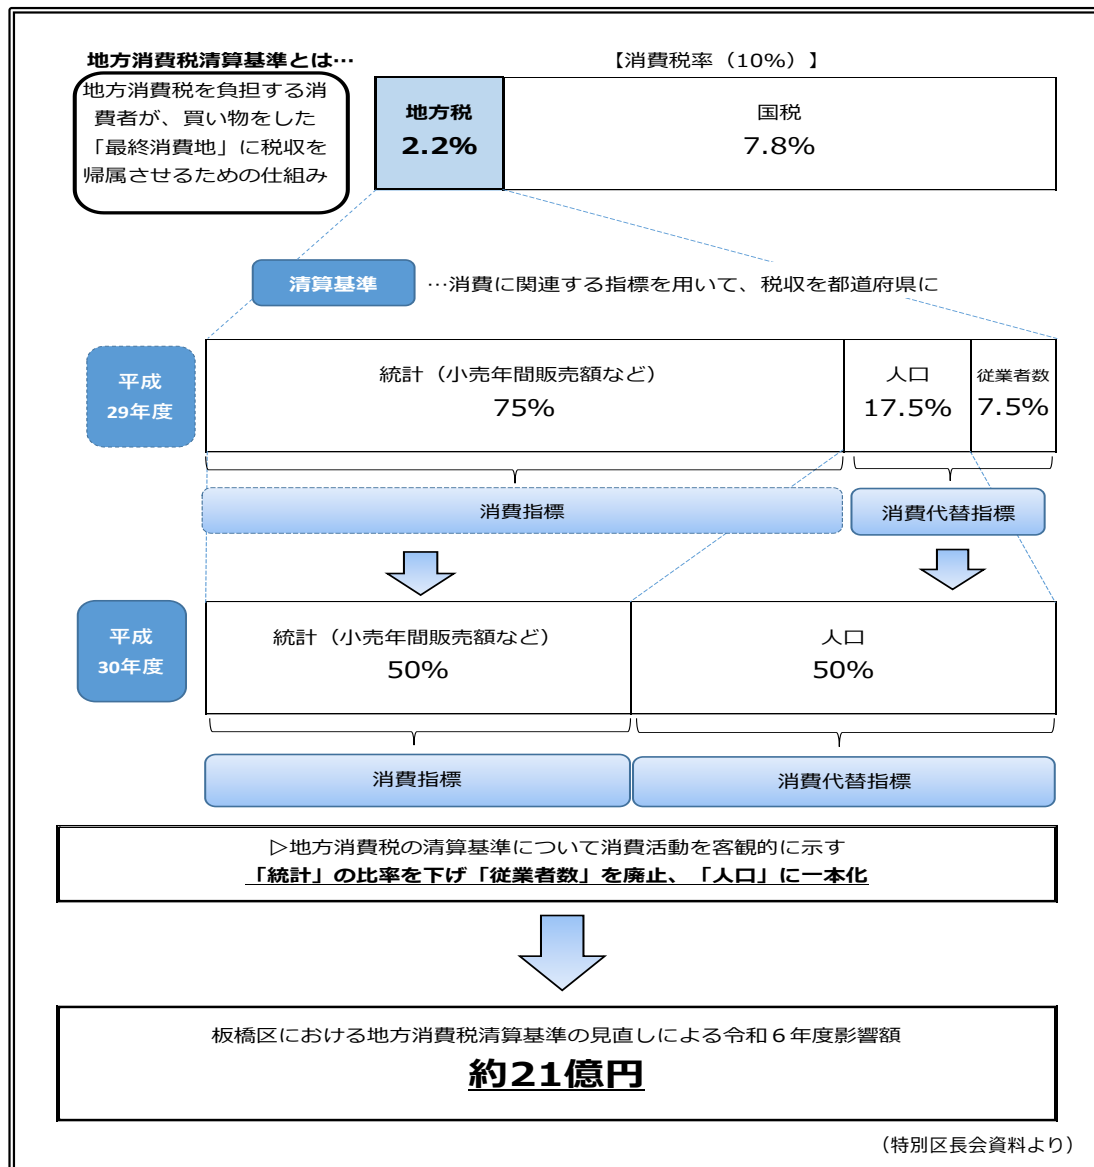 地方消費税清算基準とは…
【消費税率（10%）】
地方消費税を負担する消
費者が、買い物をした
「最終消費地」に税収を
帰属させるための仕組み
地方税
2.2%
国税
7.8%
清算基準
…消費に関連する指標を用いて、税収を都道府県に
平成
29年度
統計（小売年間販売額など）
75%
人口
17.5%
従業者数
7.5%
消費指標
消費代替指標
平成
30年度
統計（小売年間販売額など）
50%
人口
50%
消費指標
消費代替指標
▷地方消費税の清算基準について消費活動を客観的に示す
「統計」の比率を下げ「従業者数」を廃止、「人口」に一本化
板橋区における地方消費税清算基準の見直しによる令和６年度影響額
約21億円
（特別区長会資料より）